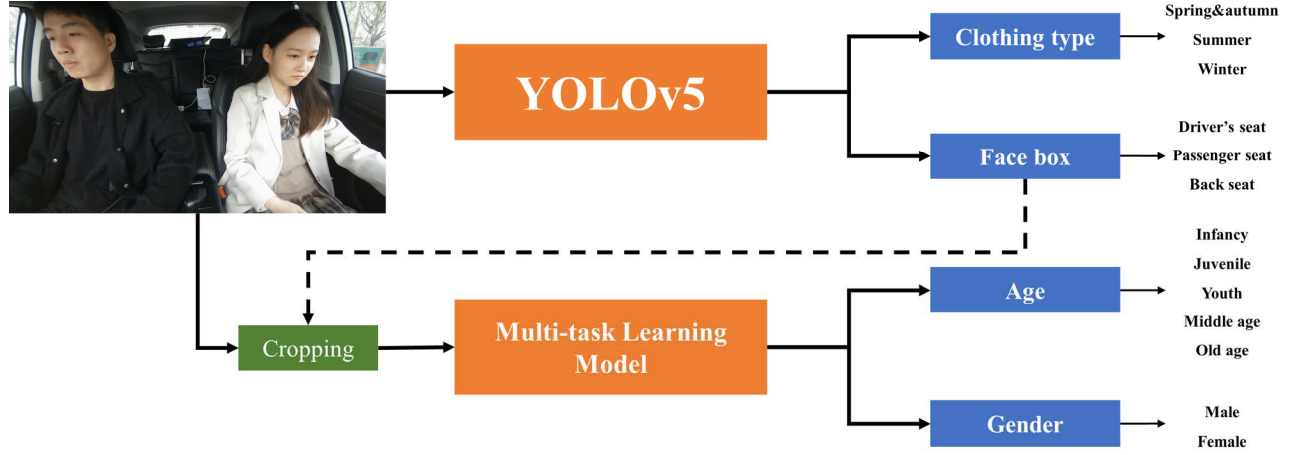 YOLOv5
Clothing type
Spring&autumn
Summer
Winter
Face box
Driver's seat
Passenger seat
Back seat
Cropping
Multi-task Learning
Model
Age
Infancy
Juvenile
Youth
Middle age
Old age
Gender
Male
Female